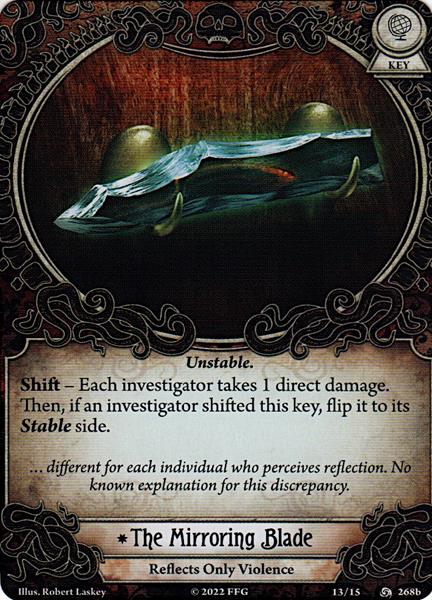 KEY
Unstable.
Shift – Each investigator takes 1 direct damage.
Then, if an investigator shifted this key, flip it to its
Stable side.
... different for each individual who perceives reflection. No
known explanation for this discrepancy.
*The Mirroring Blade
Reflects Only Violence
Illus. Robert Laskey © 2022 FFG 13/15 268b